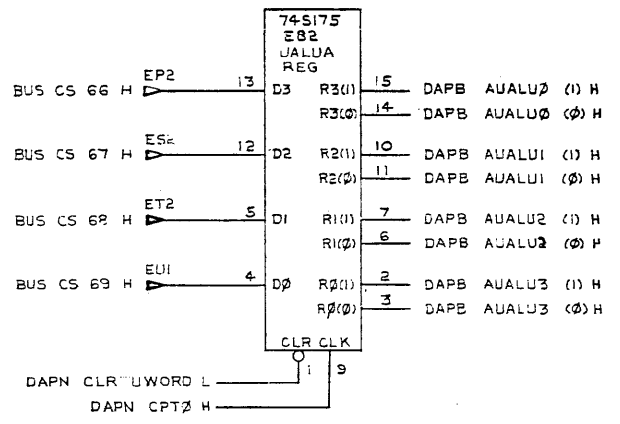 74S175
E82
UALUA
REG
EP2 13 D3 R3(1) 15 DAPB AUALUØ (1) H
BUS CS 66 H
R3(Ø) 14 DAPB AUALUØ (Ø) H
ES2 12 D2 R2(1) 10 DAPB AUALU1 (1) H
BUS CS 67 H
R2(Ø) 11 DAPB AUALU1 (Ø) H
ET2 5 D1 R1(1) 7 DAPB AUALU2 (1) H
BUS CS 68 H
R1(Ø) 6 DAPB AUALU2 (Ø) H
EU1 4 DØ RØ(1) 2 DAPB AUALU3 (1) H
BUS CS 69 H
RØ(Ø) 3 DAPB AUALU3 (Ø) H
CLR CLK
1 9
DAPN CLR UWORD L
DAPN CPTØ H